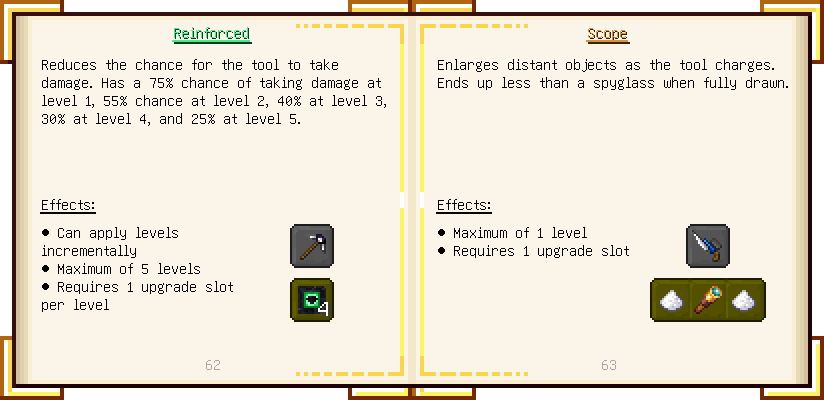 Reinforced
Reduces the chance for the tool to take
damage. Has a 75% chance of taking damage at
level 1, 55% chance at level 2, 40% at level 3,
30% at level 4, and 25% at level 5.
Effects:
● Can apply levels
incrementally
● Maximum of 5 levels
● Requires 1 upgrade slot
per level
4
62
Scope
Enlarges distant objects as the tool charges.
Ends up less than a spyglass when fully drawn.
Effects:
● Maximum of 1 level
● Requires 1 upgrade slot
63